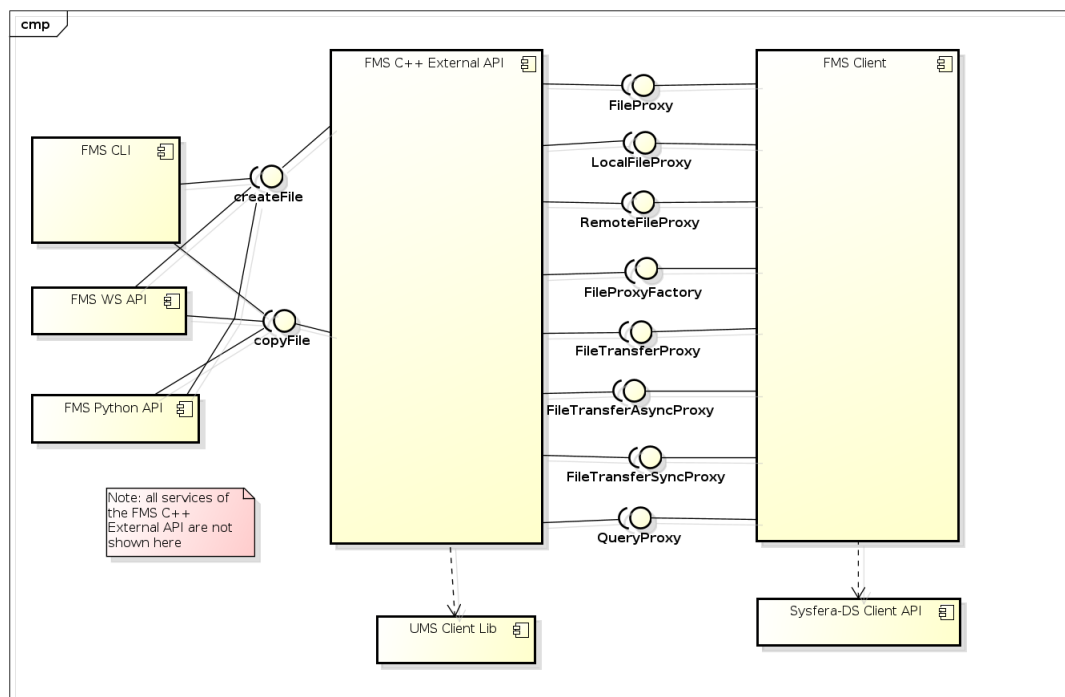 cmp
FMS C++ External API
FMS Client
FileProxy
FMS CLI
LocalFileProxy
createFile
RemoteFileProxy
FileProxyFactory
FMS WS API
copyFile
FileTransferProxy
FMS Python API
FileTransferAsyncProxy
FileTransferSyncProxy
Note: all services of
the FMS C++
External API are not
shown here
QueryProxy
UMS Client Lib
Sysfera-DS Client API